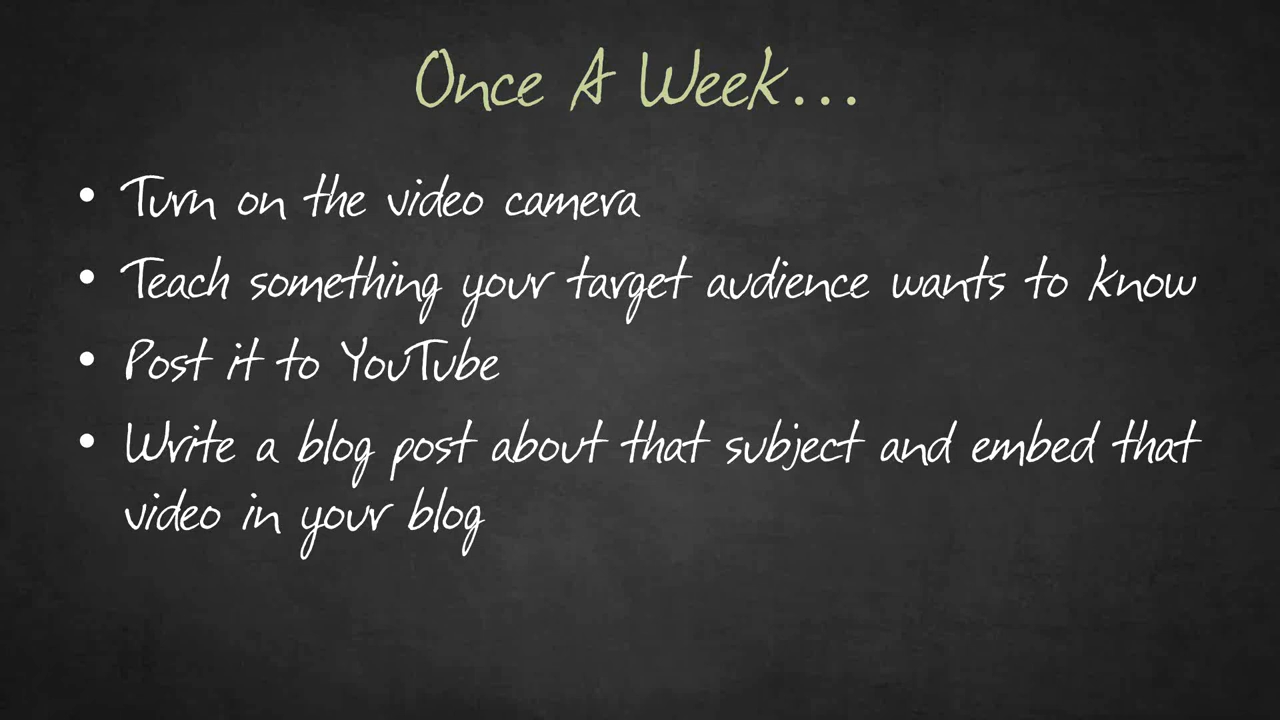 Once A Week...
• Turn on the video camera
• Teach something your target audience wants to know
• Post it to YouTube
• Write a blog post about that subject and embed that
video in your blog